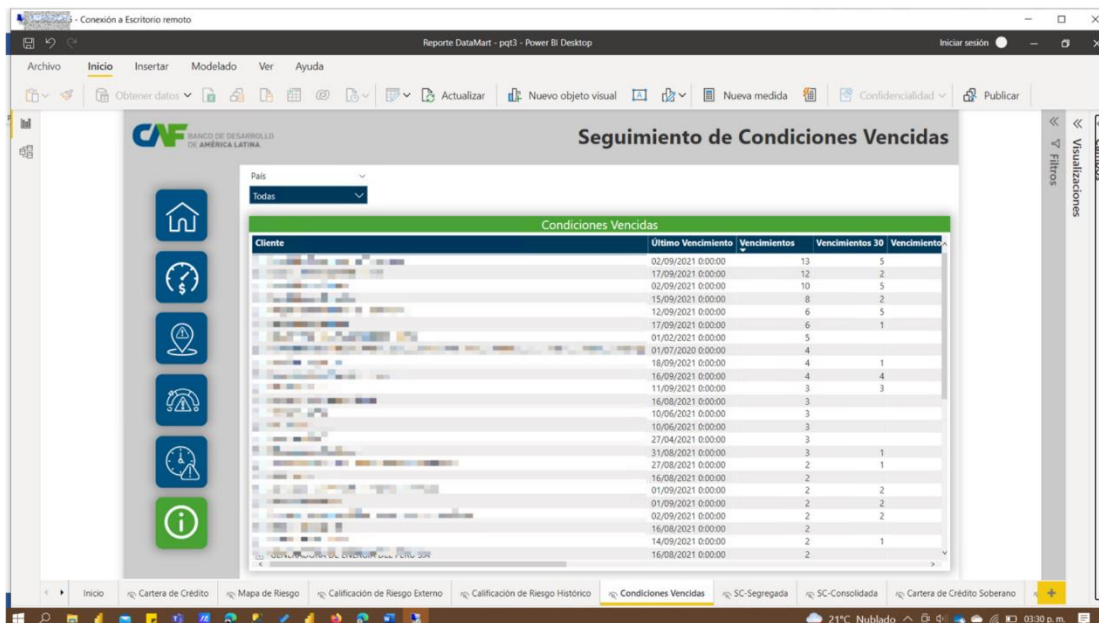 - Conexión a Escritorio remoto
Reporte DataMart - pqt3 - Power BI Desktop
Iniciar sesión
Archivo Inicio Insertar Modelado Ver Ayuda
Obtener datos Actualizar Nuevo objeto visual Nueva medida Confidencialidad Publicar
CAF BANCO DE DESARROLLO
DE AMÉRICA LATINA
Seguimiento de Condiciones Vencidas
Filtros
Visualizaciones
País
Todas
Condiciones Vencidas
Cliente Último Vencimiento Vencimientos Vencimientos 30 Vencimiento
02/09/2021 0:00:00 13 5
17/09/2021 0:00:00 12 2
02/09/2021 0:00:00 10 5
15/09/2021 0:00:00 8 2
12/09/2021 0:00:00 6 5
17/09/2021 0:00:00 6 1
01/02/2021 0:00:00 5
01/07/2020 0:00:00 4
18/09/2021 0:00:00 4 1
16/09/2021 0:00:00 4 4
11/09/2021 0:00:00 3 3
16/08/2021 0:00:00 3
10/06/2021 0:00:00 3
10/06/2021 0:00:00 3
27/04/2021 0:00:00 3
31/08/2021 0:00:00 3 1
27/08/2021 0:00:00 2 1
16/08/2021 0:00:00 2
01/09/2021 0:00:00 2 2
01/09/2021 0:00:00 2 2
02/09/2021 0:00:00 2 2
16/08/2021 0:00:00 2
14/09/2021 0:00:00 2 1
16/08/2021 0:00:00 2
Inicio Cartera de Crédito Mapa de Riesgo Calificación de Riesgo Externo Calificación de Riesgo Histórico Condiciones Vencidas SC-Segregada SC-Consolidada Cartera de Crédito Soberano
21°C Nublado 03:30 p. m.